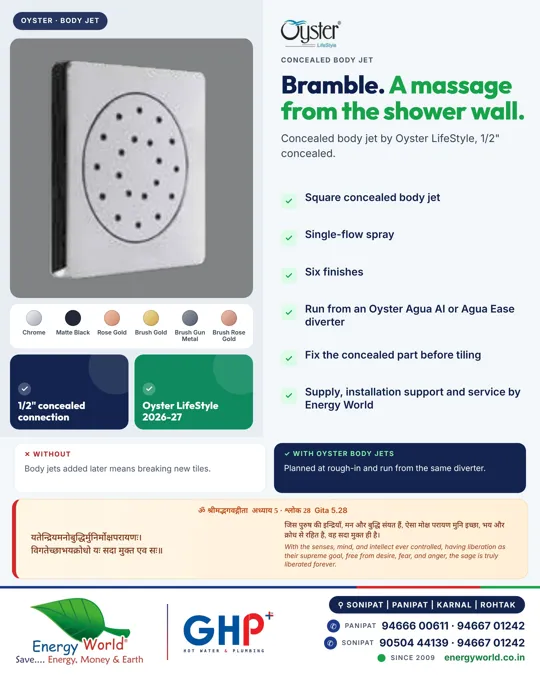 OYSTER · BODY JET
Oyster®
LifeStyle
CONCEALED BODY JET
Bramble. A massage
from the shower wall.
Concealed body jet by Oyster LifeStyle, 1/2"
concealed.
Square concealed body jet
Single-flow spray
Six finishes
Run from an Oyster Agua AI or Agua Ease
diverter
Fix the concealed part before tiling
Supply, installation support and service by
Energy World
Chrome
Matte Black
Rose Gold
Brush Gold
Brush Gun
Metal
Brush Rose
Gold
1/2" concealed
connection
Oyster LifeStyle
2026-27
✕ WITHOUT
Body jets added later means breaking new tiles.
✓ WITH OYSTER BODY JETS
Planned at rough-in and run from the same diverter.
ॐ श्रीमद्भगवद्गीता अध्याय 5 · श्लोक 28 Gita 5.28
यतेन्द्रियमनोबुद्धिर्मुनिर्मोक्षपरायणः।
विगतेच्छाभयक्रोधो यः सदा मुक्त एव सः॥
जिस पुरुष की इन्द्रियाँ, मन और बुद्धि संयत हैं, ऐसा मोक्ष परायण मुनि इच्छा, भय और
क्रोध से रहित है, वह सदा मुक्त ही है।
With the senses, mind, and intellect ever controlled, having liberation as
their supreme goal, free from desire, fear, and anger, the sage is truly
liberated forever.
Energy World
Save.... Energy, Money & Earth
GHP+
HOT WATER & PLUMBING
SONIPAT | PANIPAT | KARNAL | ROHTAK
PANIPAT 94666 00611 · 94667 01242
SONIPAT 90504 44139 · 94667 01242
SINCE 2009 energyworld.co.in